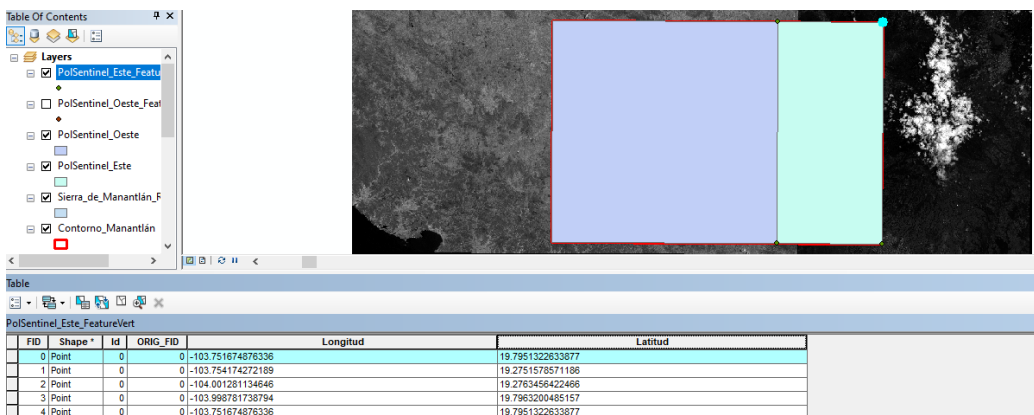 Table Of Contents
Layers
PolSentinel_Este_Featu
PolSentinel_Oeste_Feat
PolSentinel_Oeste
PolSentinel_Este
Sierra_de_Manantlán_R
Contorno_Manantlán
Table
PolSentinel_Este_FeatureVert
FID Shape * Id ORIG_FID Longitud Latitud
0 Point 0 0 -103.751674876336 19.7951322633877
1 Point 0 0 -103.754174272189 19.2751578571186
2 Point 0 0 -104.001281134646 19.2763456422466
3 Point 0 0 -103.998781738794 19.7963200485157
4 Point 0 0 -103.751674876336 19.7951322633877